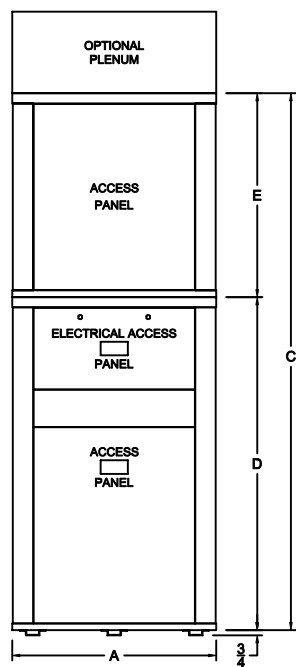 OPTIONAL
PLENUM
ACCESS
PANEL
E
C
ELECTRICAL ACCESS
PANEL
D
ACCESS
PANEL
A
3/4